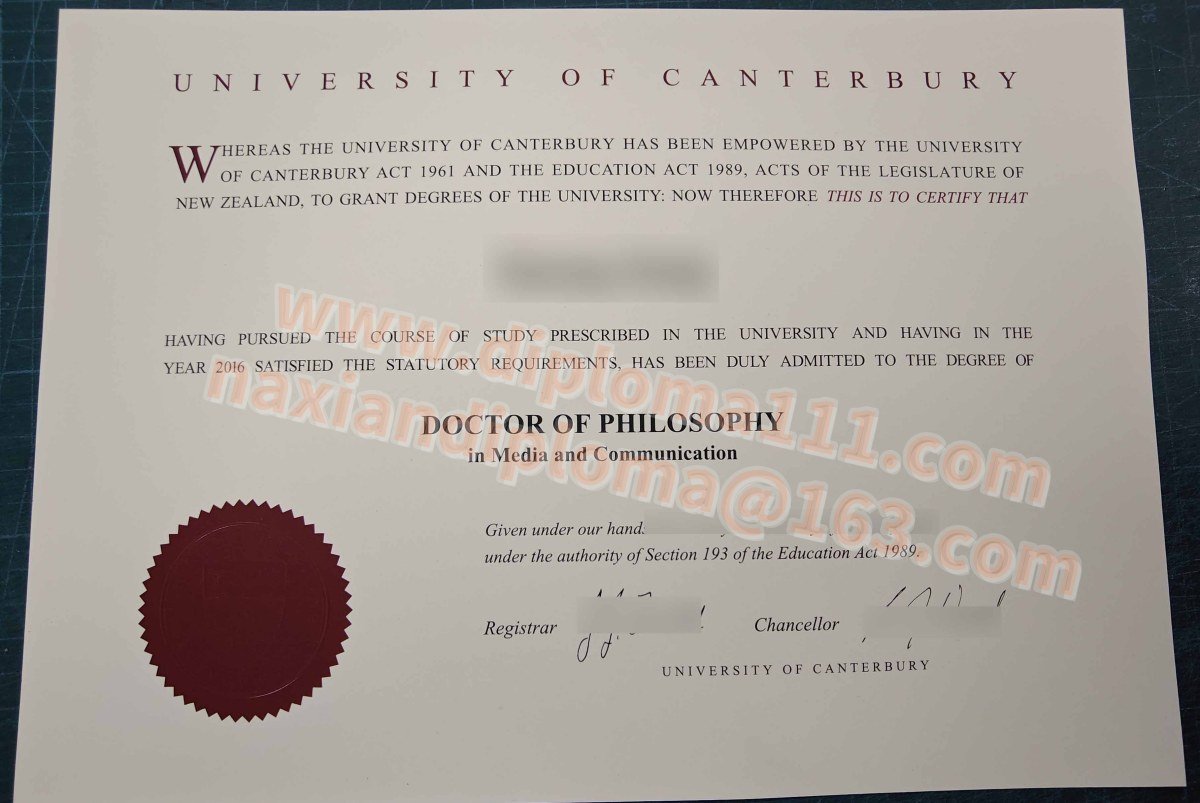 UNIVERSITY OF CANTERBURY
WHEREAS THE UNIVERSITY OF CANTERBURY HAS BEEN EMPOWERED BY THE UNIVERSITY
OF CANTERBURY ACT 1961 AND THE EDUCATION ACT 1989, ACTS OF THE LEGISLATURE OF
NEW ZEALAND, TO GRANT DEGREES OF THE UNIVERSITY: NOW THEREFORE THIS IS TO CERTIFY THAT
HAVING PURSUED THE COURSE OF STUDY PRESCRIBED IN THE UNIVERSITY AND HAVING IN THE
YEAR 2016 SATISFIED THE STATUTORY REQUIREMENTS, HAS BEEN DULY ADMITTED TO THE DEGREE OF
www.diploma111.com
naxiandiploma@163.com
DOCTOR OF PHILOSOPHY
in Media and Communication
Given under our hand
under the authority of Section 193 of the Education Act 1989.
Registrar Chancellor
UNIVERSITY OF CANTERBURY